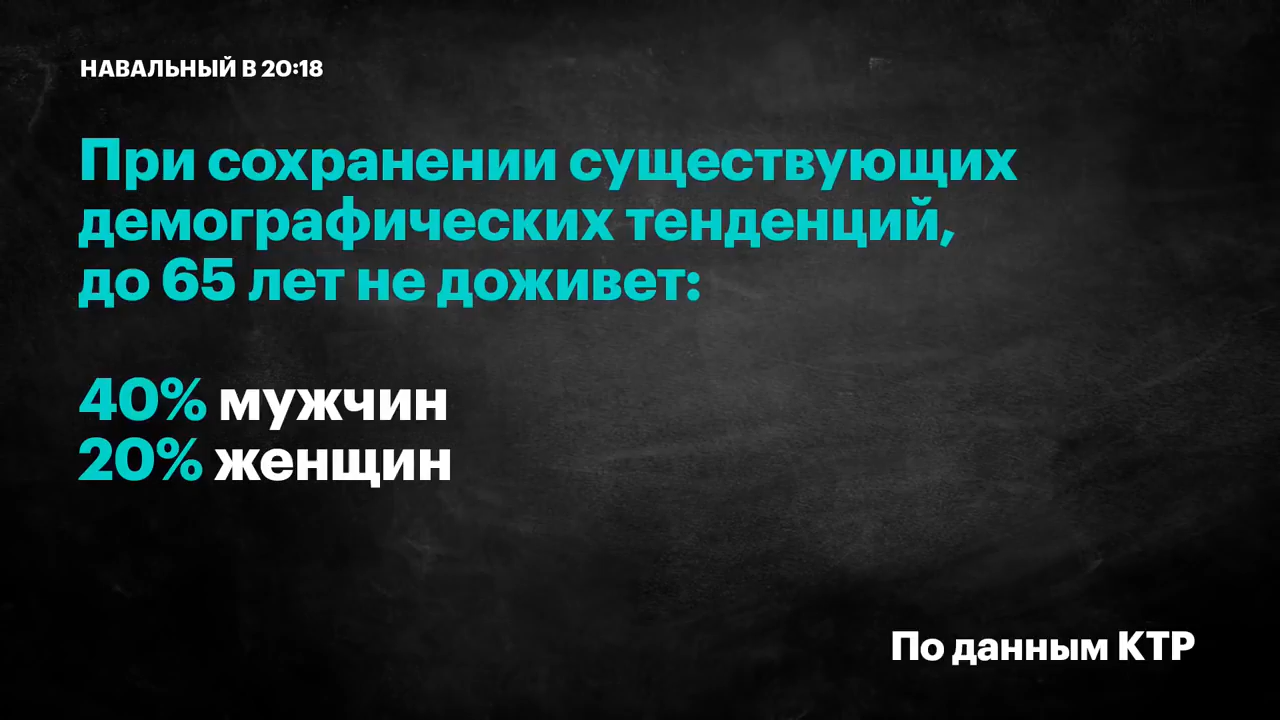 НАВАЛЬНЫЙ В 20:18
При сохранении существующих
демографических тенденций,
до 65 лет не доживет:
40% мужчин
20% женщин
По данным КТР